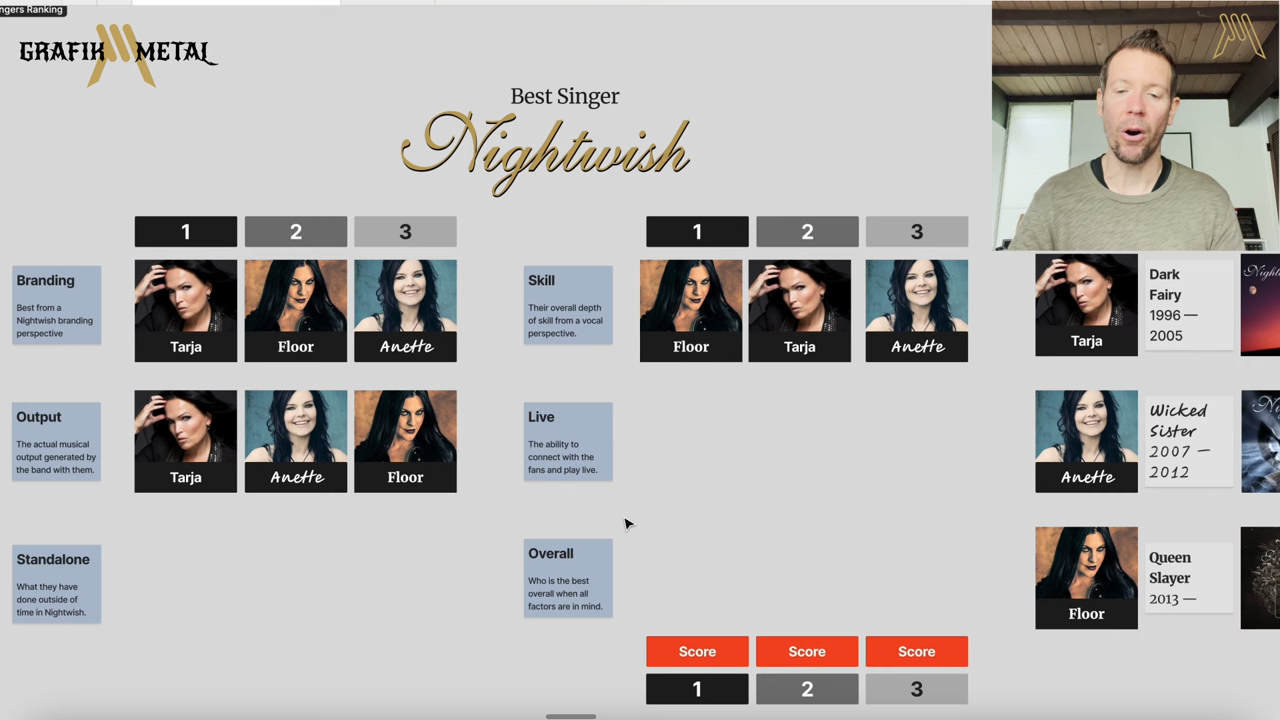 ngers Ranking
GRAFIK METAL
Best Singer
Nightwish
1 2 3
1 2 3
Branding
Best from a
Nightwish branding
perspective
Tarja Floor Anette
Skill
Their overall depth
of skill from a vocal
perspective.
Floor Tarja Anette
Tarja
Dark
Fairy
1996 —
2005
Output
The actual musical
output generated by
the band with them.
Tarja Anette Floor
Live
The ability to
connect with the
fans and play live.
Anette
Wicked
Sister
2007 —
2012
Standalone
What they have
done outside of
time in Nightwish.
Overall
Who is the best
overall when all
factors are in mind.
Floor
Queen
Slayer
2013 —
Score Score Score
1 2 3